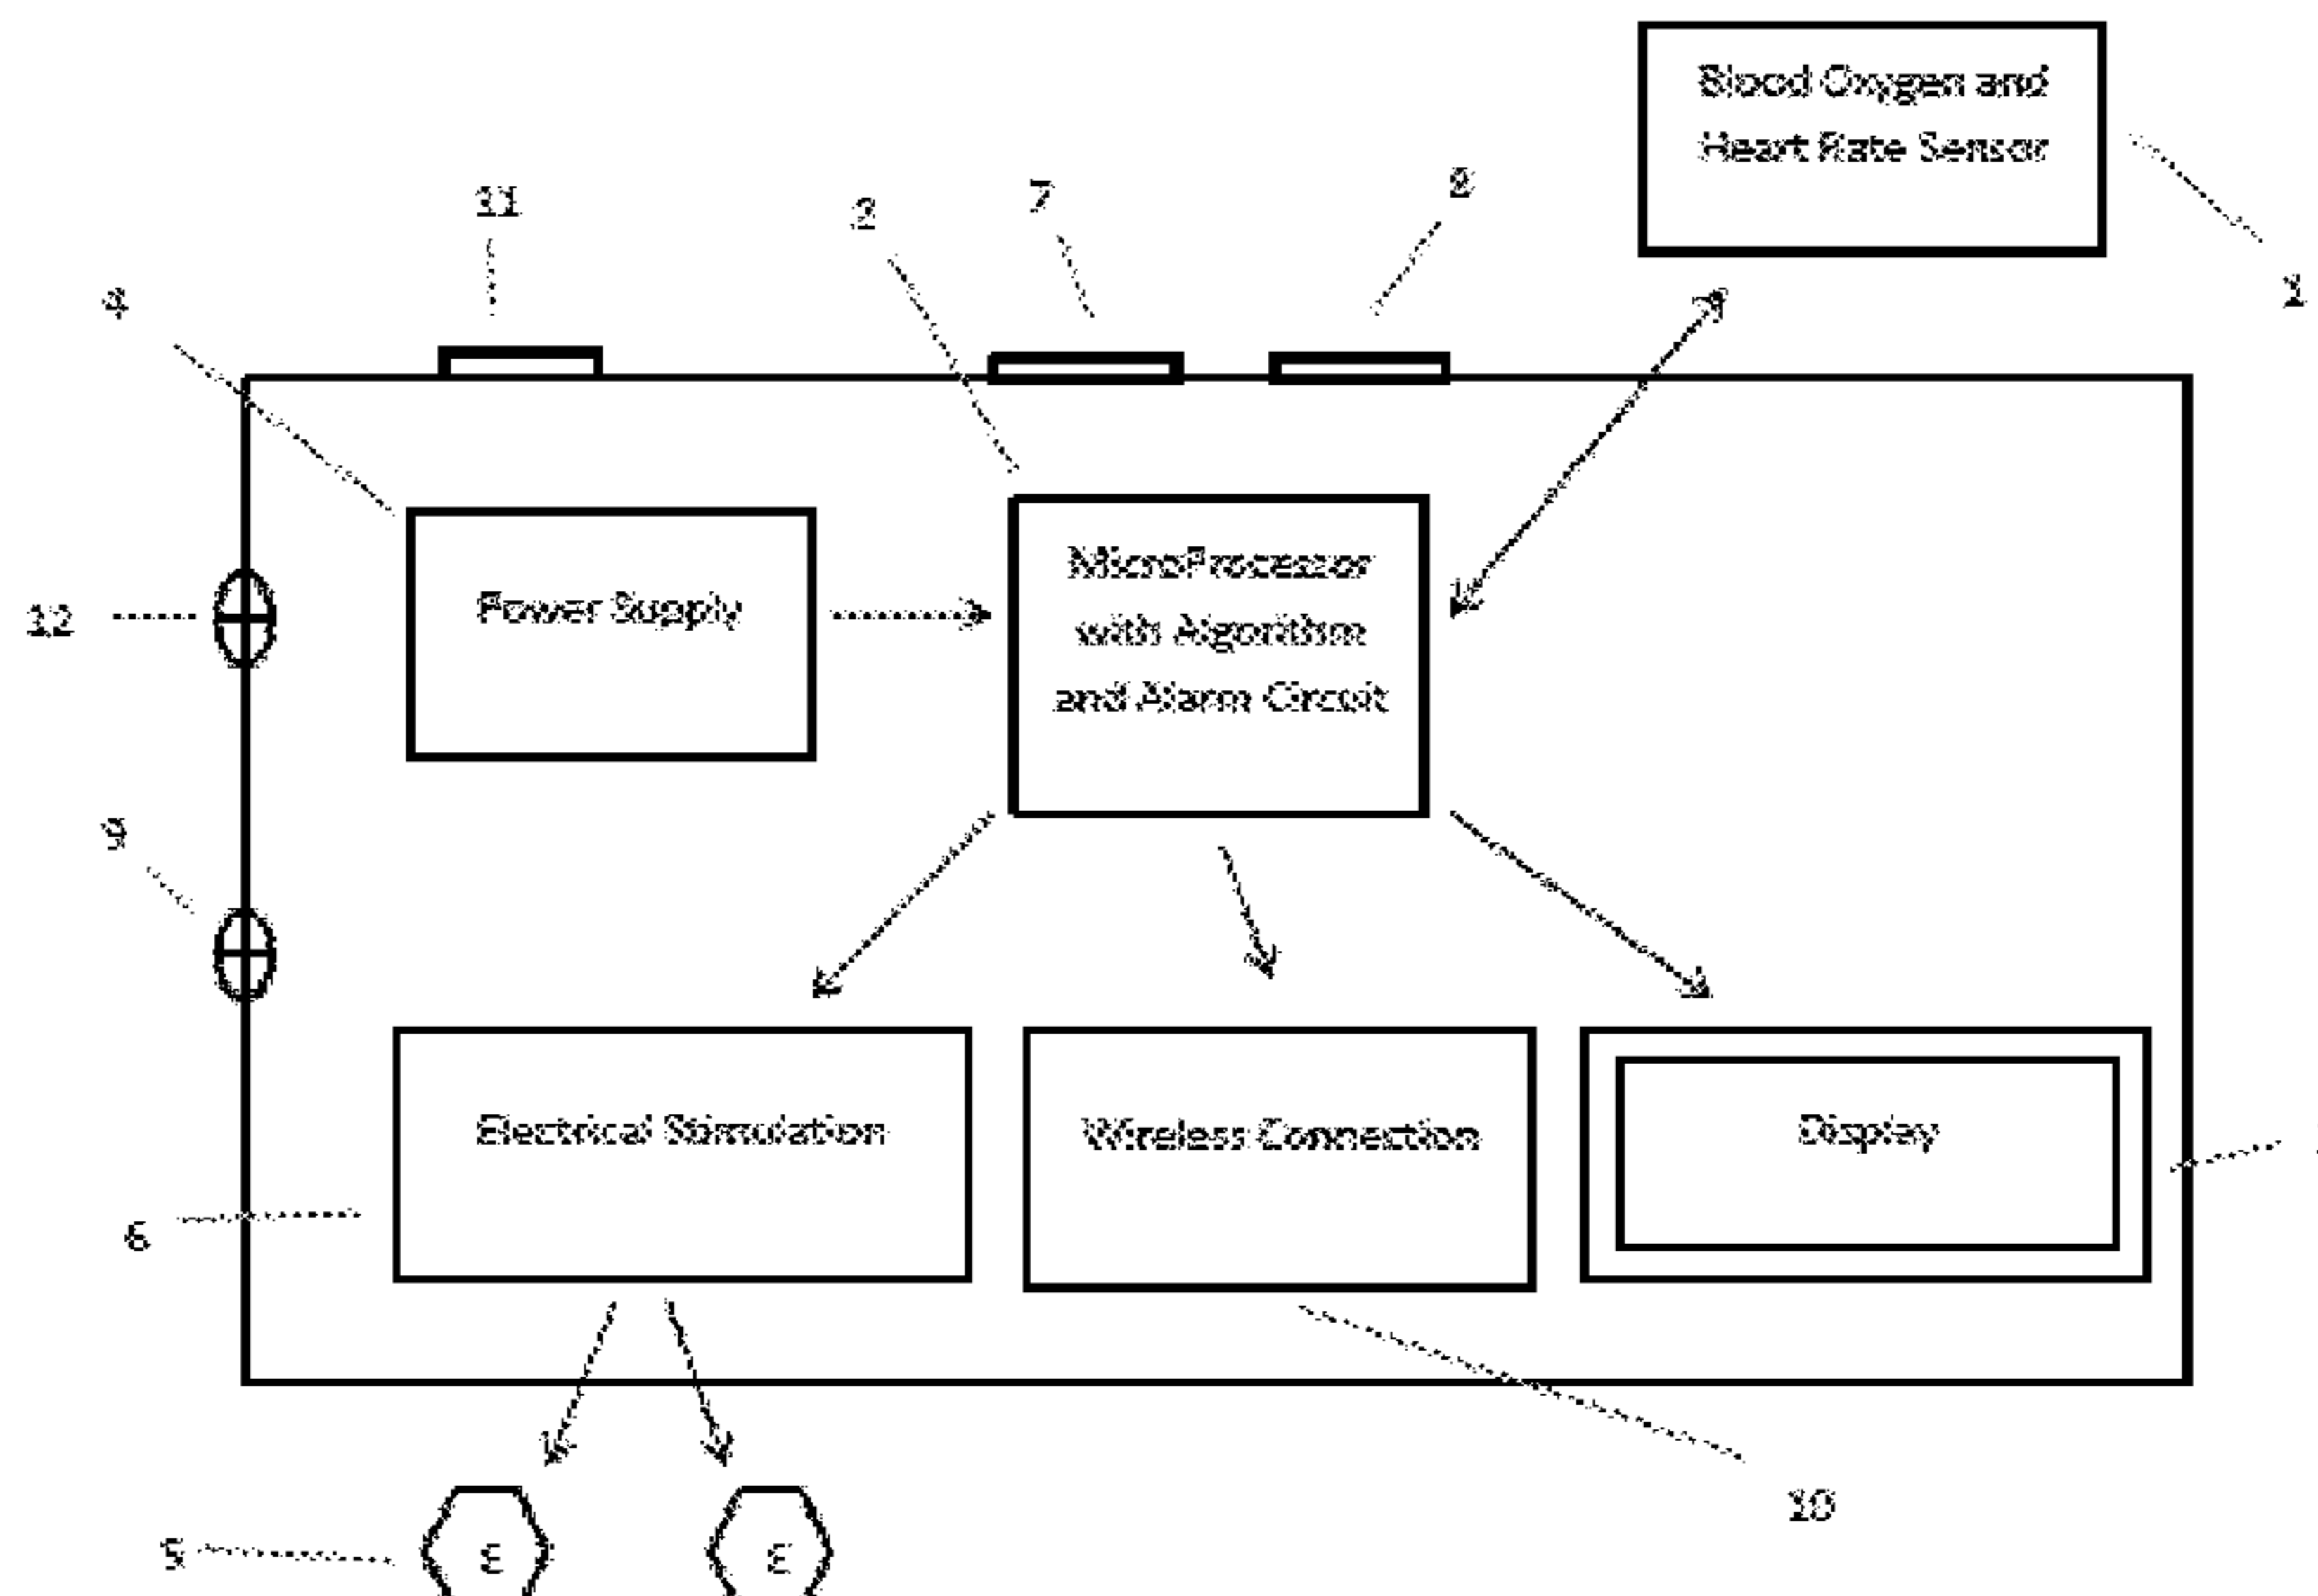 Blood Oxygen and
Heart Rate Sensor
11
2
7
8
1
4
MicroProcessor
with Algorithm
and Alarm Circuit
Power Supply
12
9
Electrical Stimulation
Wireless Connection
Display
6
10
5
E
E